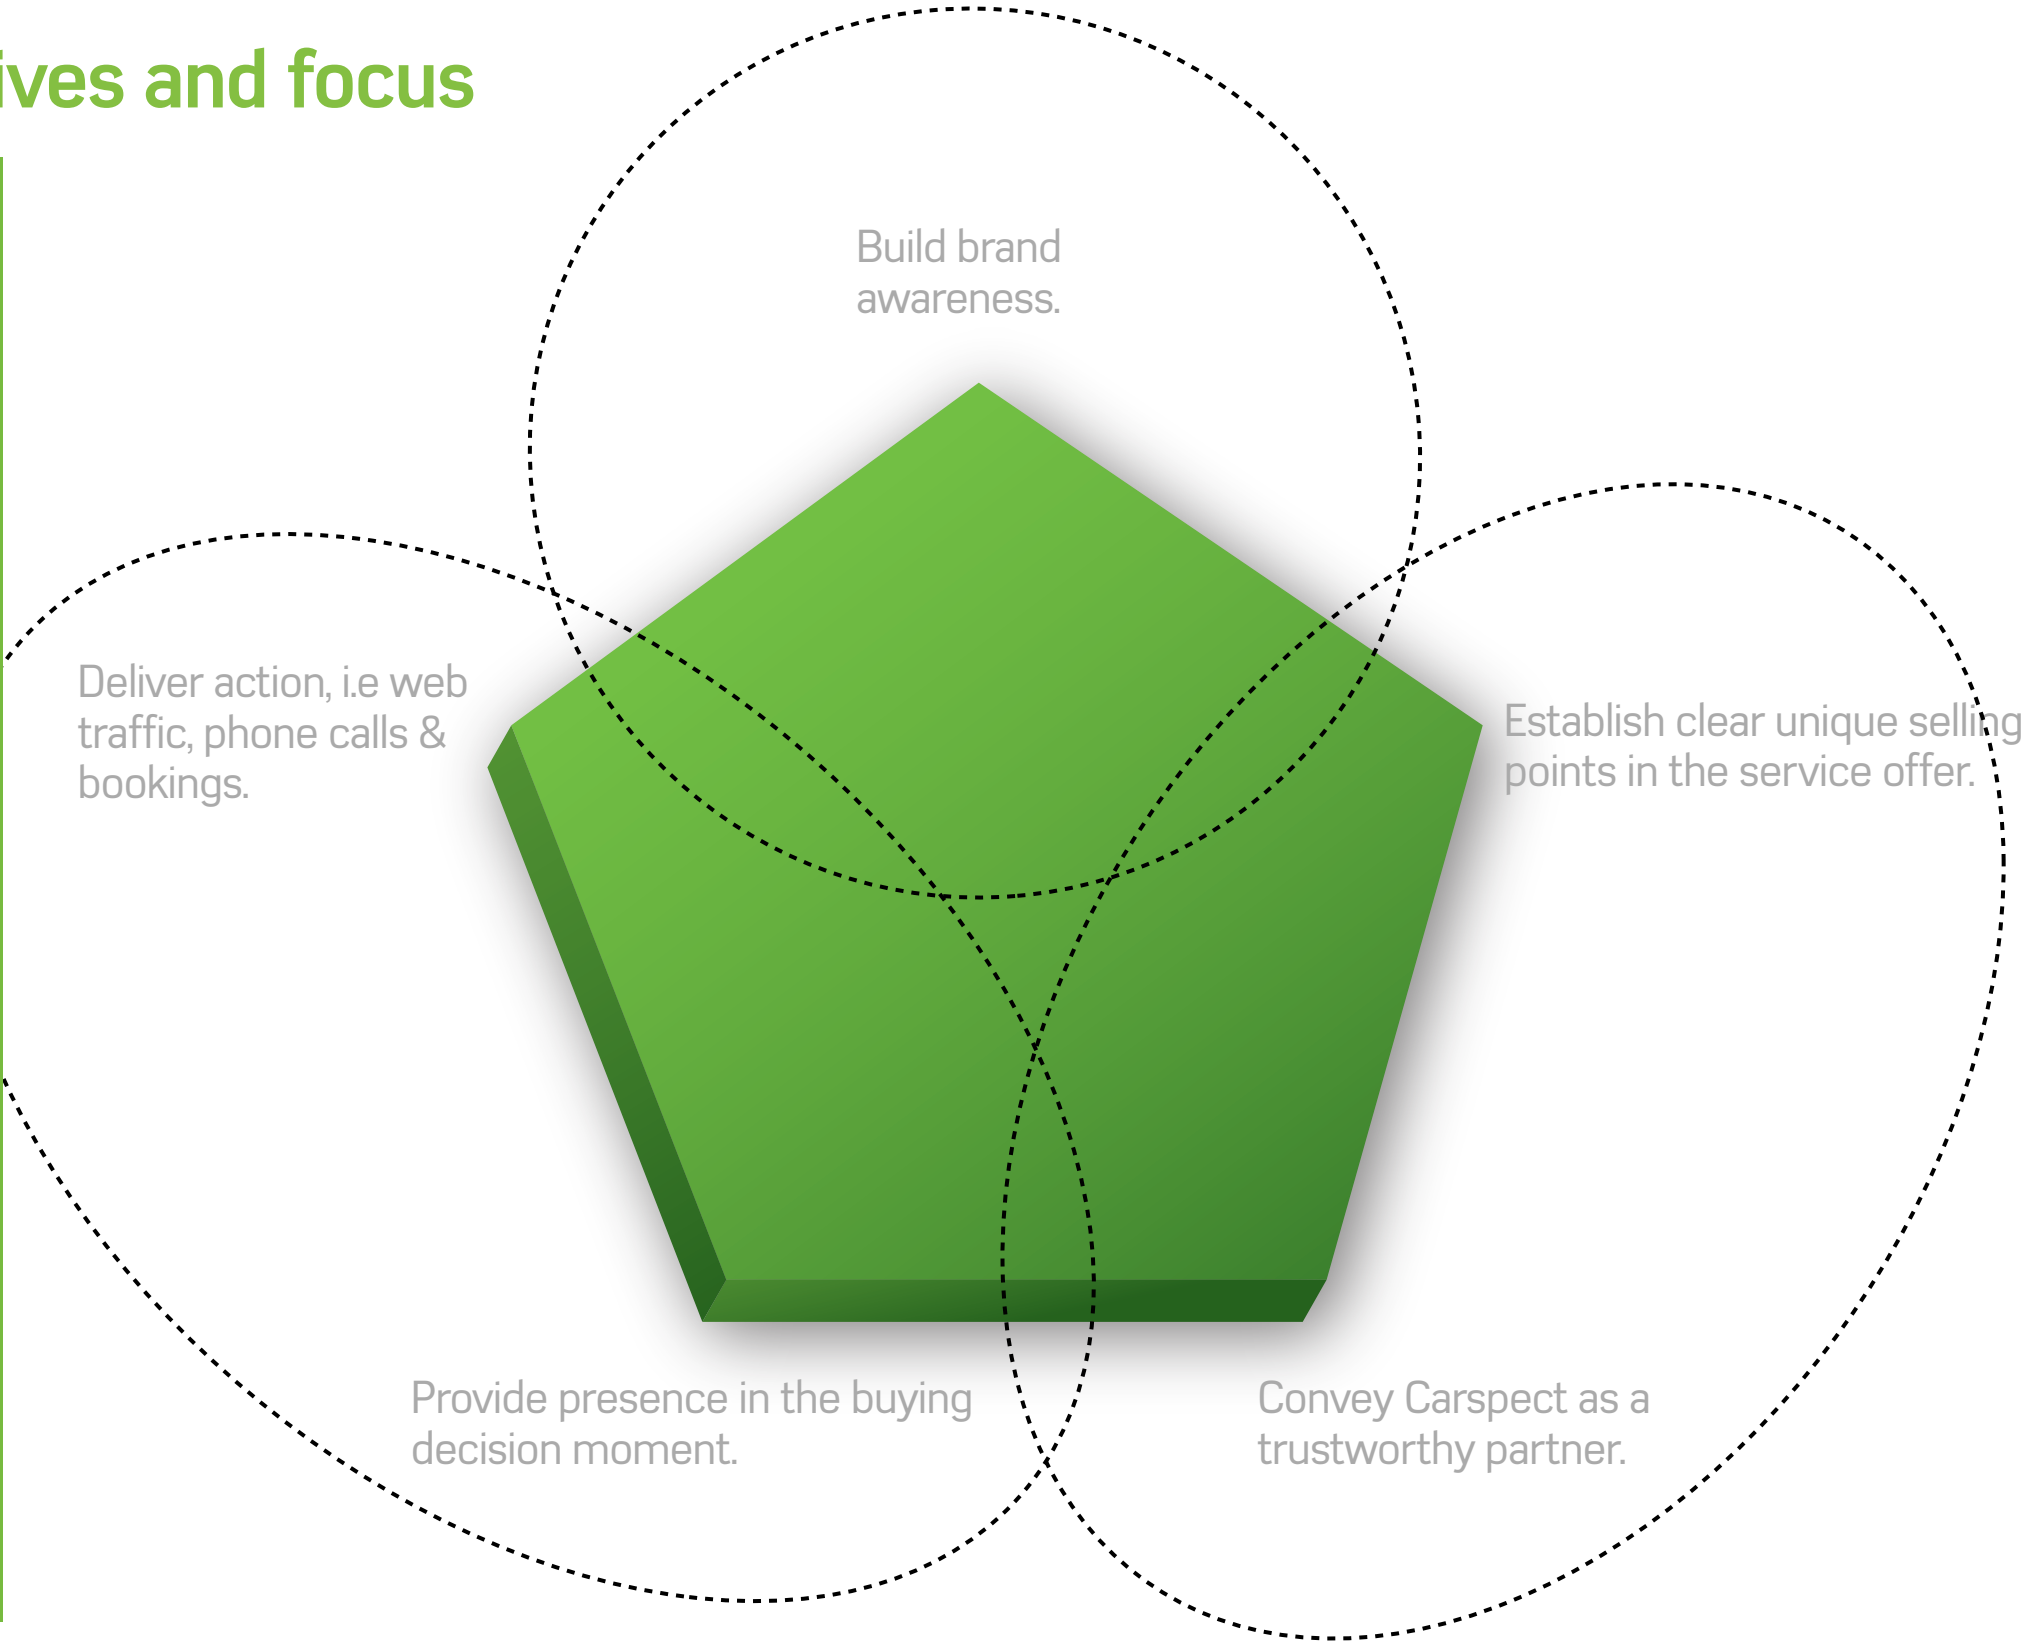 ives and focus
Build brand
awareness.
Deliver action, i.e web
traffic, phone calls &
bookings.
Establish clear unique selling
points in the service offer.
Provide presence in the buying
decision moment.
Convey Carspect as a
trustworthy partner.